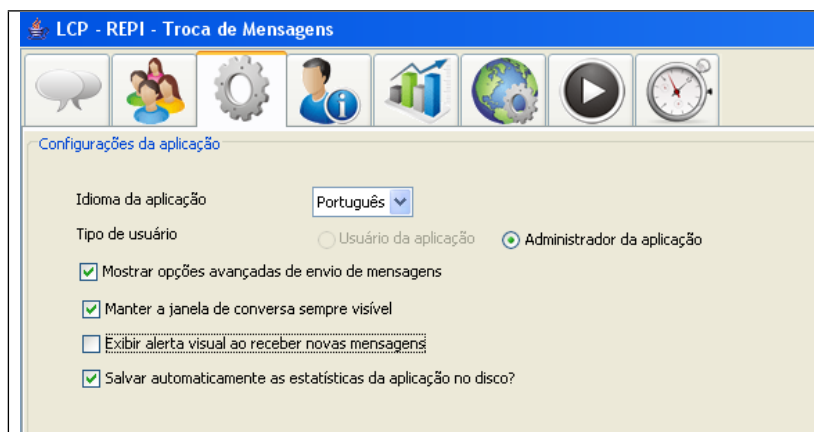 LCP - REPI - Troca de Mensagens
Configurações da aplicação
Idioma da aplicação Português
Tipo de usuário Usuário da aplicação Administrador da aplicação
Mostrar opções avançadas de envio de mensagens
Manter a janela de conversa sempre visível
Exibir alerta visual ao receber novas mensagens
Salvar automaticamente as estatísticas da aplicação no disco?